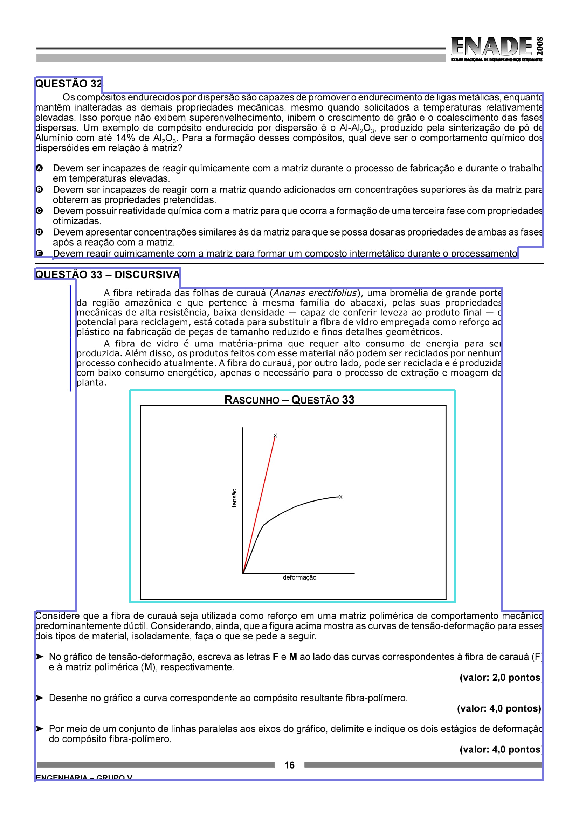 ENADE 2008
EXAME NACIONAL DE DESEMPENHO DOS ESTUDANTES
QUESTÃO 32
Os compósitos endurecidos por dispersão são capazes de promover o endurecimento de ligas metálicas, enquanto
mantêm inalteradas as demais propriedades mecânicas, mesmo quando solicitados a temperaturas relativamente
elevadas. Isso porque não exibem superenvelhecimento, inibem o crescimento de grão e o coalescimento das fases
dispersas. Um exemplo de compósito endurecido por dispersão é o Al-Al₂O₃, produzido pela sinterização de pó de
Alumínio com até 14% de Al₂O₃. Para a formação desses compósitos, qual deve ser o comportamento químico dos
dispersóides em relação à matriz?
A Devem ser incapazes de reagir quimicamente com a matriz durante o processo de fabricação e durante o trabalho
em temperaturas elevadas.
B Devem ser incapazes de reagir com a matriz quando adicionados em concentrações superiores às da matriz para
obterem as propriedades pretendidas.
C Devem possuir reatividade química com a matriz para que ocorra a formação de uma terceira fase com propriedades
otimizadas.
D Devem apresentar concentrações similares às da matriz para que se possa dosar as propriedades de ambas as fases
após a reação com a matriz.
E Devem reagir quimicamente com a matriz para formar um composto intermetálico durante o processamento
QUESTÃO 33 – DISCURSIVA
A fibra retirada das folhas de curauá (Ananas erectifolius), uma bromélia de grande porte
da região amazônica e que pertence à mesma família do abacaxi, pelas suas propriedades
mecânicas de alta resistência, baixa densidade — capaz de conferir leveza ao produto final — e
potencial para reciclagem, está cotada para substituir a fibra de vidro empregada como reforço ao
plástico na fabricação de peças de tamanho reduzido e finos detalhes geométricos.
A fibra de vidro é uma matéria-prima que requer alto consumo de energia para ser
produzida. Além disso, os produtos feitos com esse material não podem ser reciclados por nenhum
processo conhecido atualmente. A fibra do curauá, por outro lado, pode ser reciclada e é produzida
com baixo consumo energético, apenas o necessário para o processo de extração e moagem da
planta.
RASCUNHO – QUESTÃO 33
x
x
tensão
deformação
Considere que a fibra de curauá seja utilizada como reforço em uma matriz polimérica de comportamento mecânico
predominantemente dúctil. Considerando, ainda, que a figura acima mostra as curvas de tensão-deformação para esses
dois tipos de material, isoladamente, faça o que se pede a seguir.
➤ No gráfico de tensão-deformação, escreva as letras F e M ao lado das curvas correspondentes à fibra de carauá (F)
e à matriz polimérica (M), respectivamente.
(valor: 2,0 pontos
➤ Desenhe no gráfico a curva correspondente ao compósito resultante fibra-polímero.
(valor: 4,0 pontos)
➤ Por meio de um conjunto de linhas paralelas aos eixos do gráfico, delimite e indique os dois estágios de deformação
do compósito fibra-polímero.
(valor: 4,0 pontos
16
ENGENHARIA – GRUPO V